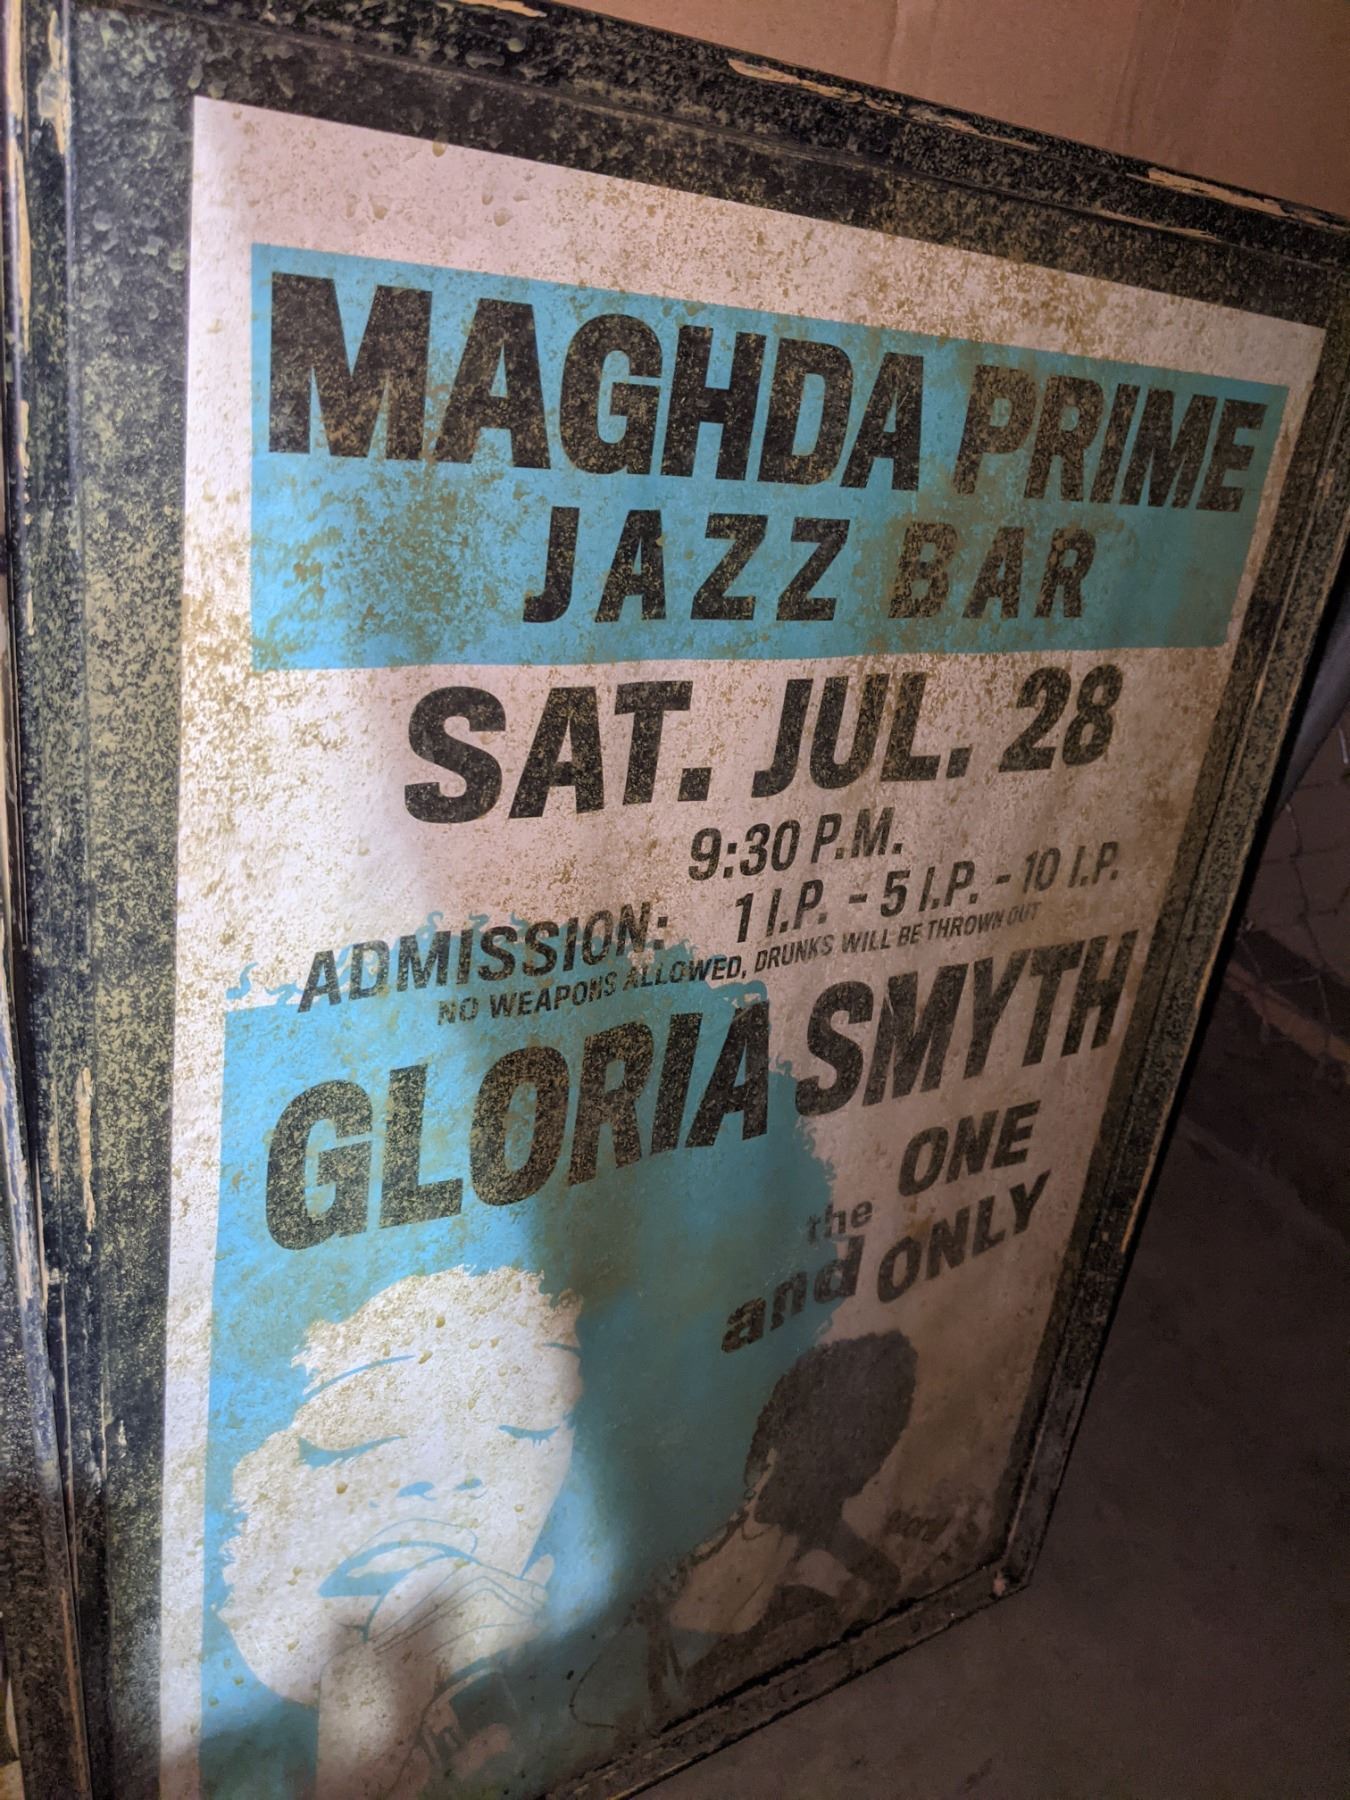 MAGHDA PRIME
JAZZ BAR
SAT. JUL. 28
9:30 P.M.
ADMISSION: 1 I.P. - 5 I.P. - 10 I.P.
NO WEAPONS ALLOWED, DRUNKS WILL BE THROWN OUT
GLORIA SMYTH
the ONE
and ONLY